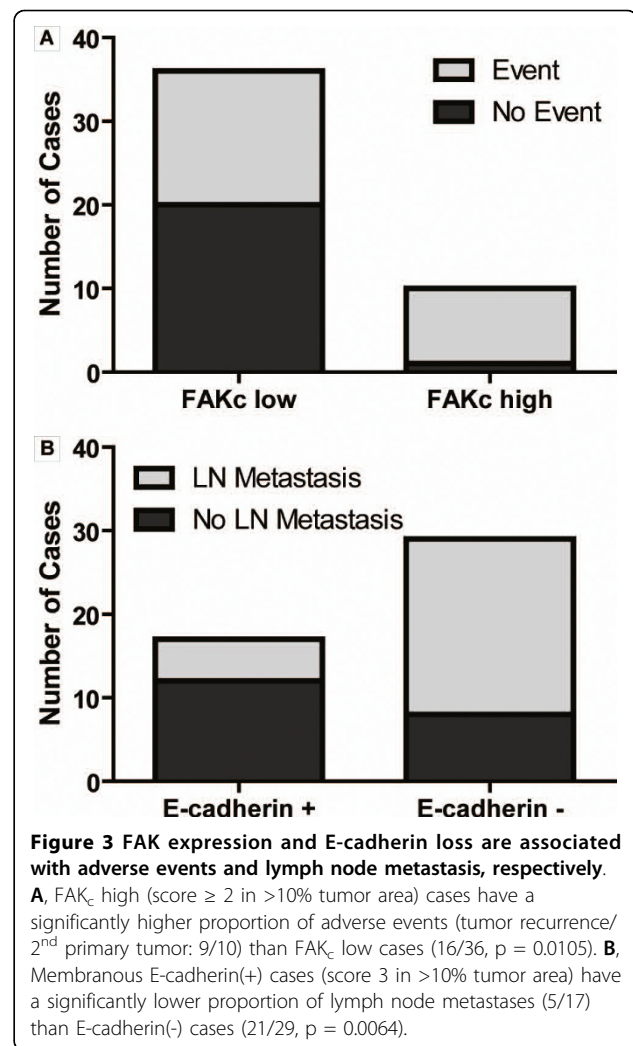 A
40
30
20
10
0
Number of Cases
Event
No Event
FAKc low
FAKc high
B
40
30
20
10
0
Number of Cases
LN Metastasis
No LN Metastasis
E-cadherin +
E-cadherin -
Figure 3 FAK expression and E-cadherin loss are associated
with adverse events and lymph node metastasis, respectively.
A, FAKc high (score ≥ 2 in >10% tumor area) cases have a
significantly higher proportion of adverse events (tumor recurrence/
2nd primary tumor: 9/10) than FAKc low cases (16/36, p = 0.0105). B,
Membranous E-cadherin(+) cases (score 3 in >10% tumor area) have
a significantly lower proportion of lymph node metastases (5/17)
than E-cadherin(-) cases (21/29, p = 0.0064).